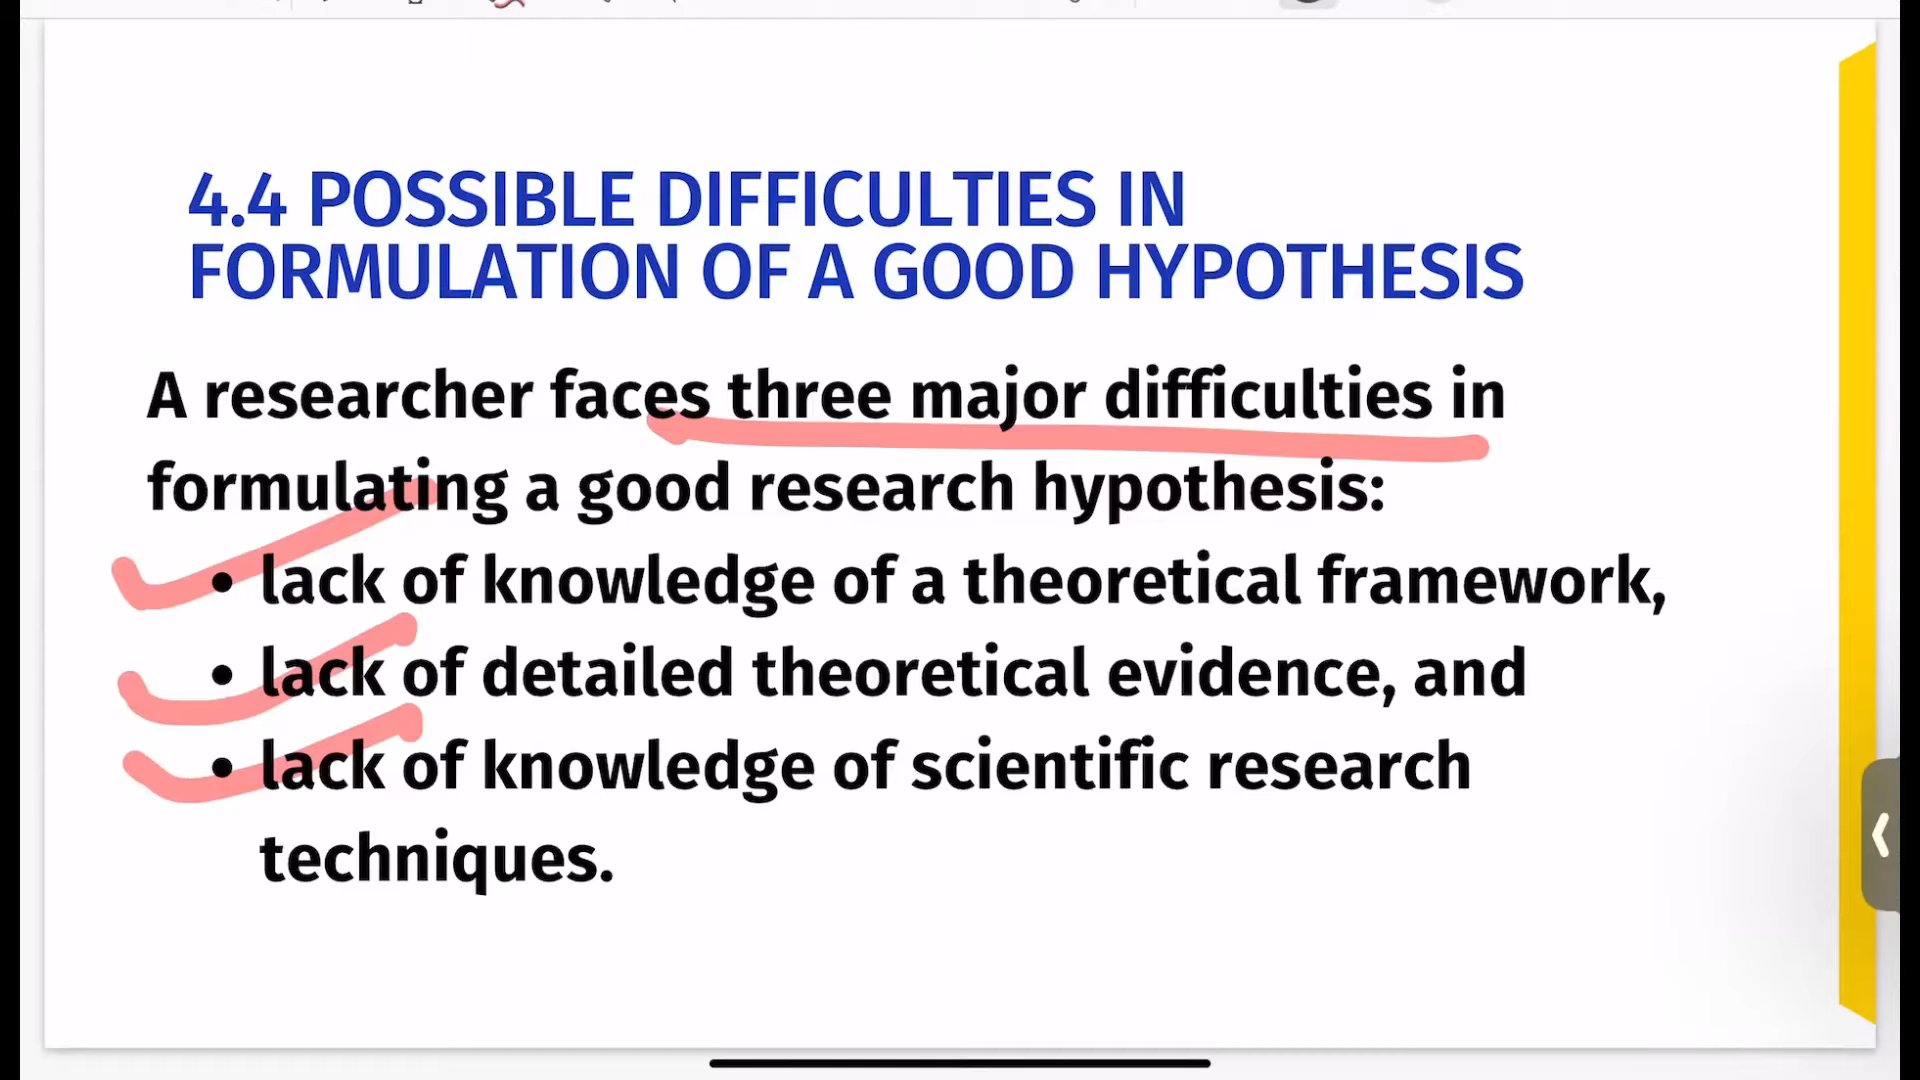 4.4 POSSIBLE DIFFICULTIES IN
FORMULATION OF A GOOD HYPOTHESIS
A researcher faces three major difficulties in
formulating a good research hypothesis:
• lack of knowledge of a theoretical framework,
• lack of detailed theoretical evidence, and
• lack of knowledge of scientific research
techniques.